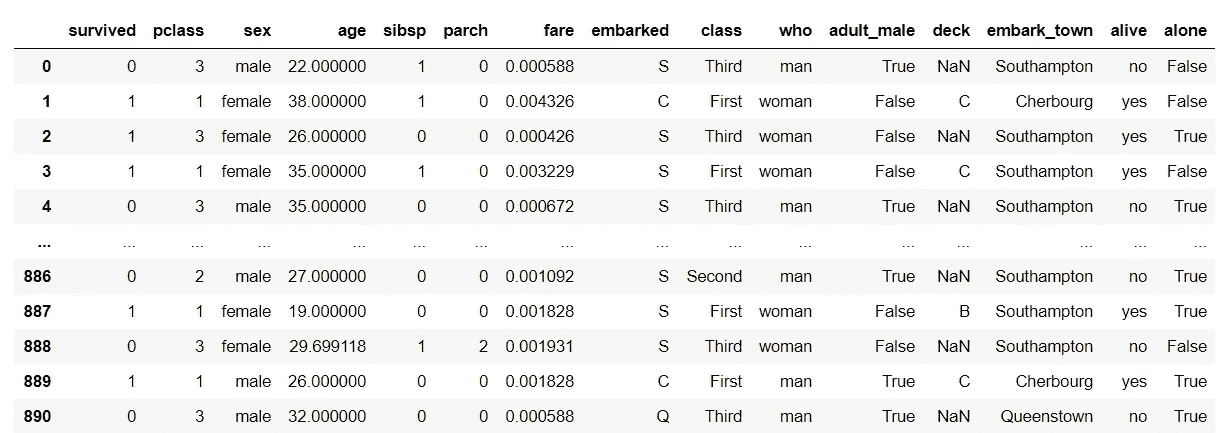 survived pclass sex age sibsp parch fare embarked class who adult_male deck embark_town alive alone
0 0 3 male 22.000000 1 0 0.000588 S Third man True NaN Southampton no False
1 1 1 female 38.000000 1 0 0.004326 C First woman False C Cherbourg yes False
2 1 3 female 26.000000 0 0 0.000426 S Third woman False NaN Southampton yes True
3 1 1 female 35.000000 1 0 0.003229 S First woman False C Southampton yes False
4 0 3 male 35.000000 0 0 0.000672 S Third man True NaN Southampton no True
... ... ... ... ... ... ... ... ... ... ... ... ... ... ... ...
886 0 2 male 27.000000 0 0 0.001092 S Second man True NaN Southampton no True
887 1 1 female 19.000000 0 0 0.001828 S First woman False B Southampton yes True
888 0 3 female 29.699118 1 2 0.001931 S Third woman False NaN Southampton no False
889 1 1 male 26.000000 0 0 0.001828 C First man True C Cherbourg yes True
890 0 3 male 32.000000 0 0 0.000588 Q Third man True NaN Queenstown no True